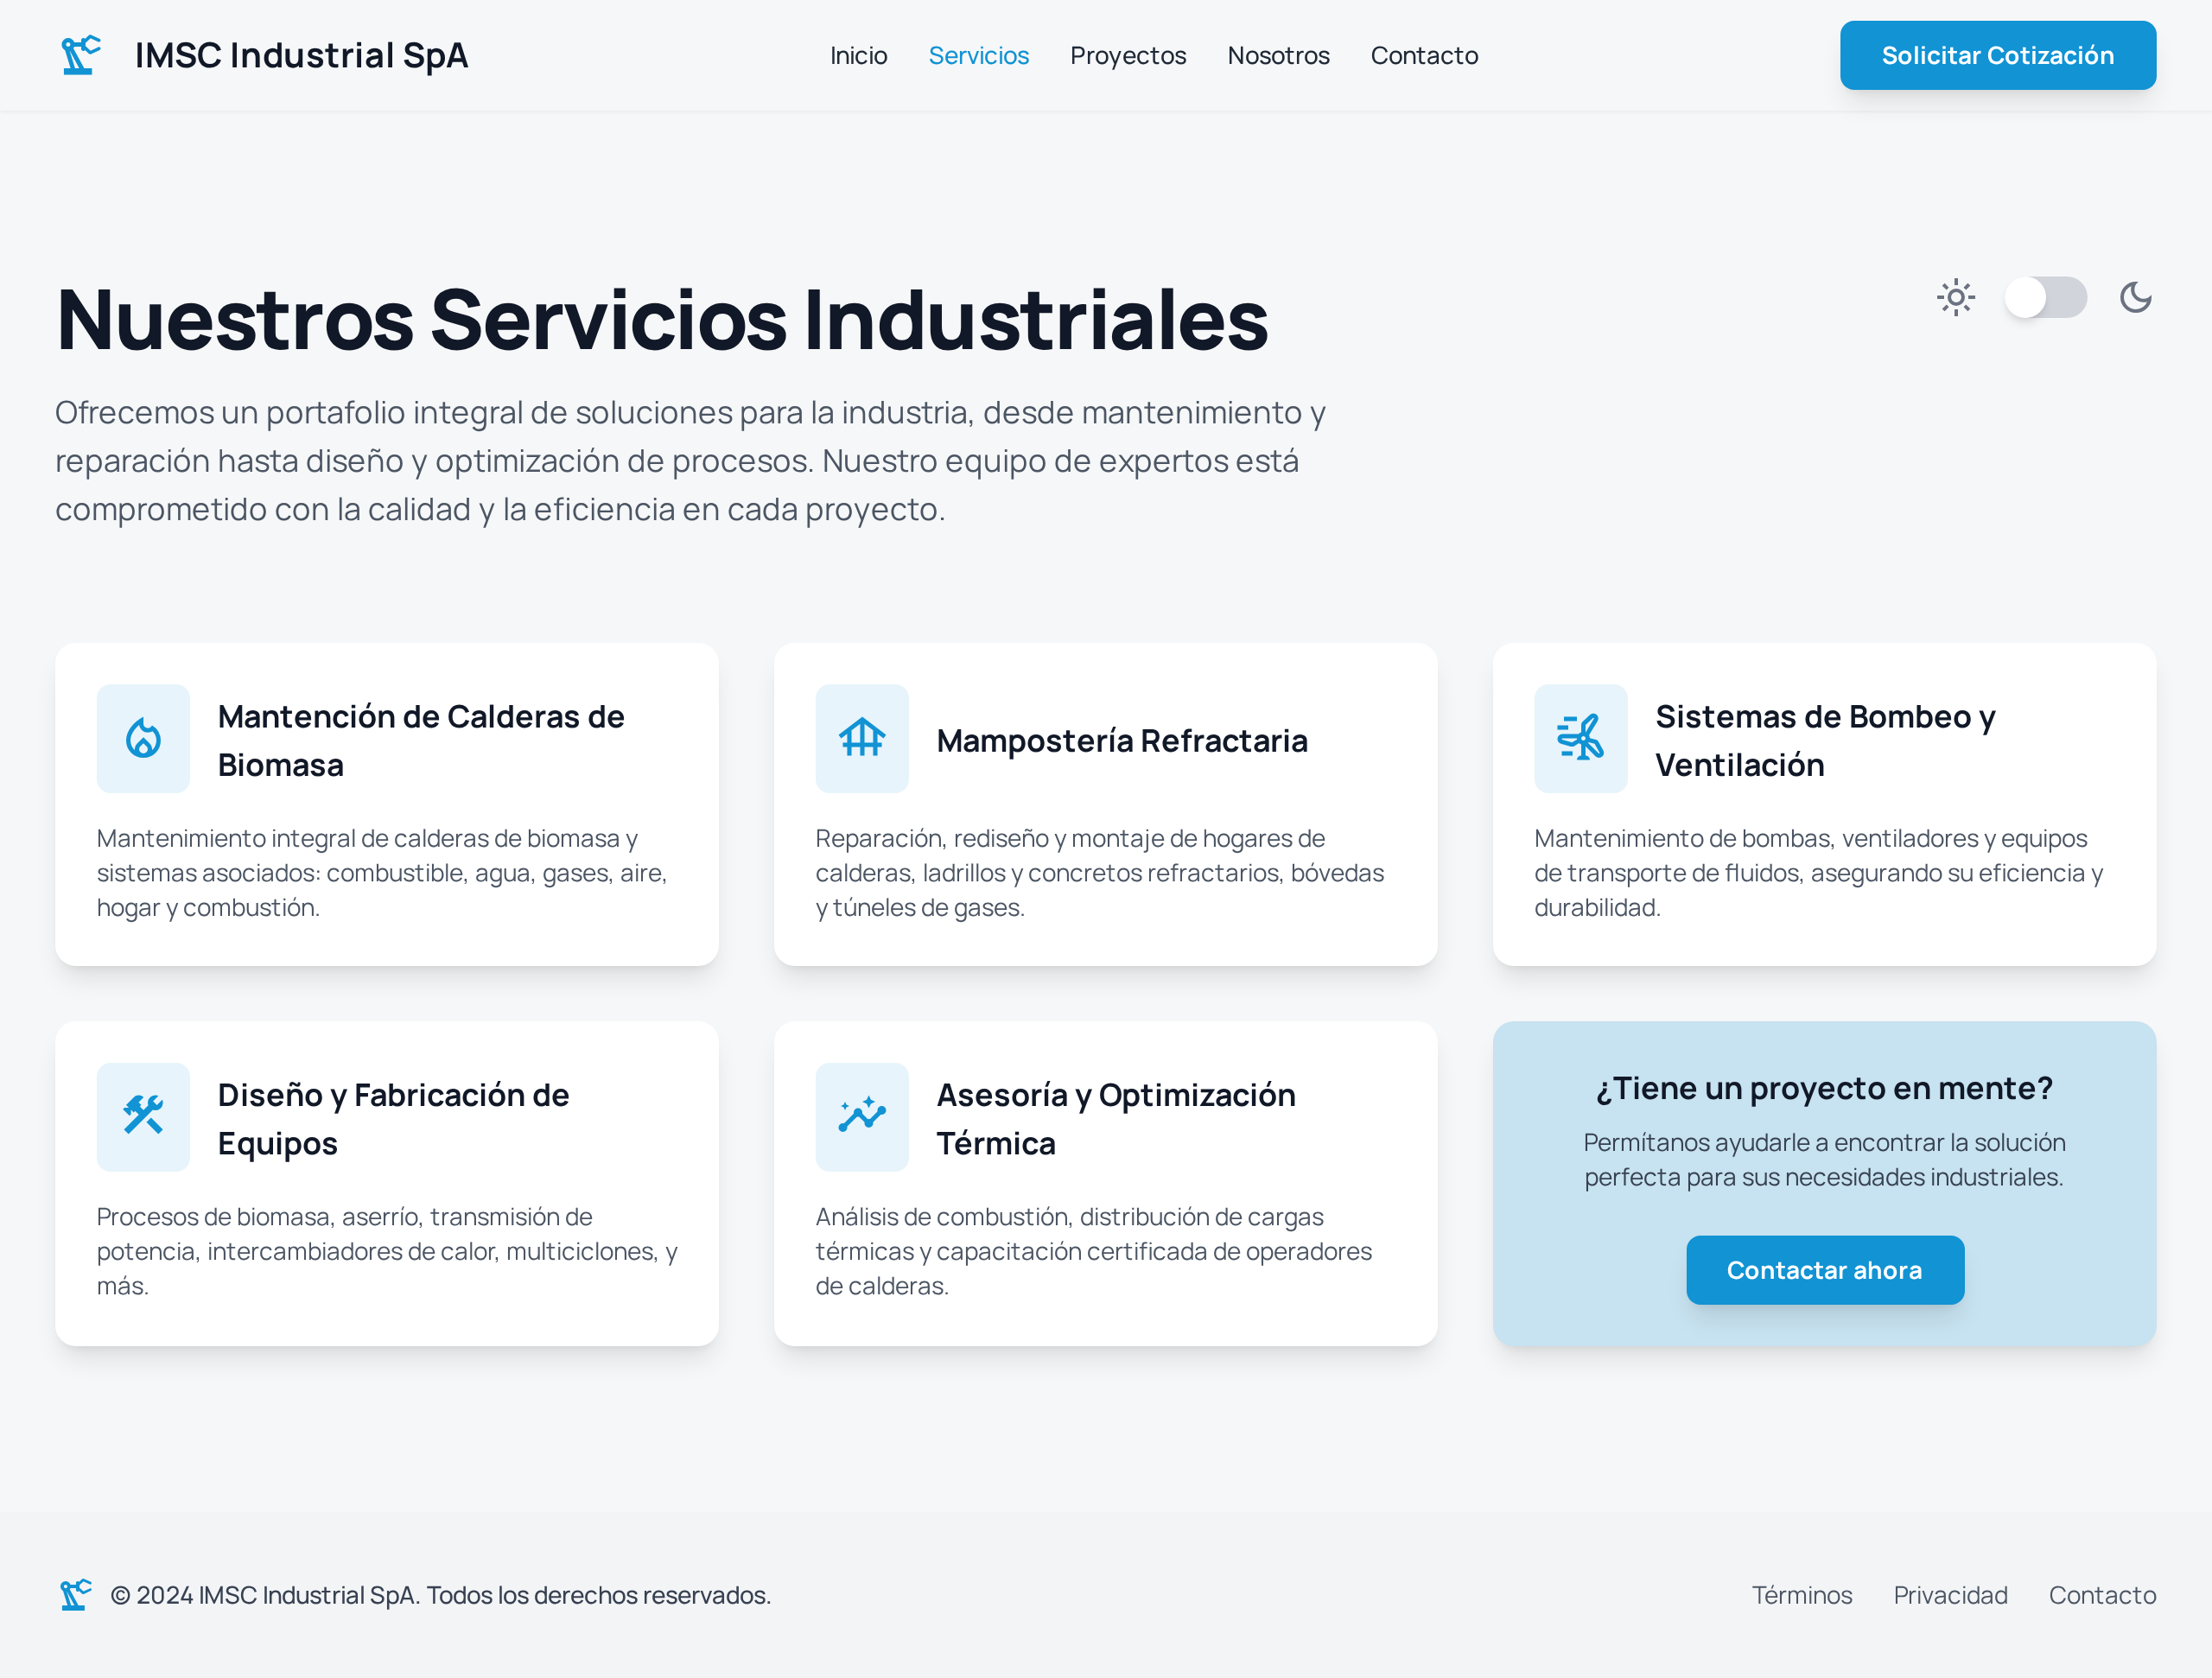 IMSC Industrial SpA
Inicio
Servicios
Proyectos
Nosotros
Contacto
Solicitar Cotización
Nuestros Servicios Industriales
Ofrecemos un portafolio integral de soluciones para la industria, desde mantenimiento y
reparación hasta diseño y optimización de procesos. Nuestro equipo de expertos está
comprometido con la calidad y la eficiencia en cada proyecto.
Mantención de Calderas de
Biomasa
Mantenimiento integral de calderas de biomasa y
sistemas asociados: combustible, agua, gases, aire,
hogar y combustión.
Mampostería Refractaria
Reparación, rediseño y montaje de hogares de
calderas, ladrillos y concretos refractarios, bóvedas
y túneles de gases.
Sistemas de Bombeo y
Ventilación
Mantenimiento de bombas, ventiladores y equipos
de transporte de fluidos, asegurando su eficiencia y
durabilidad.
Diseño y Fabricación de
Equipos
Procesos de biomasa, aserrío, transmisión de
potencia, intercambiadores de calor, multiciclones, y
más.
Asesoría y Optimización
Térmica
Análisis de combustión, distribución de cargas
térmicas y capacitación certificada de operadores
de calderas.
¿Tiene un proyecto en mente?
Permítanos ayudarle a encontrar la solución
perfecta para sus necesidades industriales.
Contactar ahora
© 2024 IMSC Industrial SpA. Todos los derechos reservados.
Términos
Privacidad
Contacto